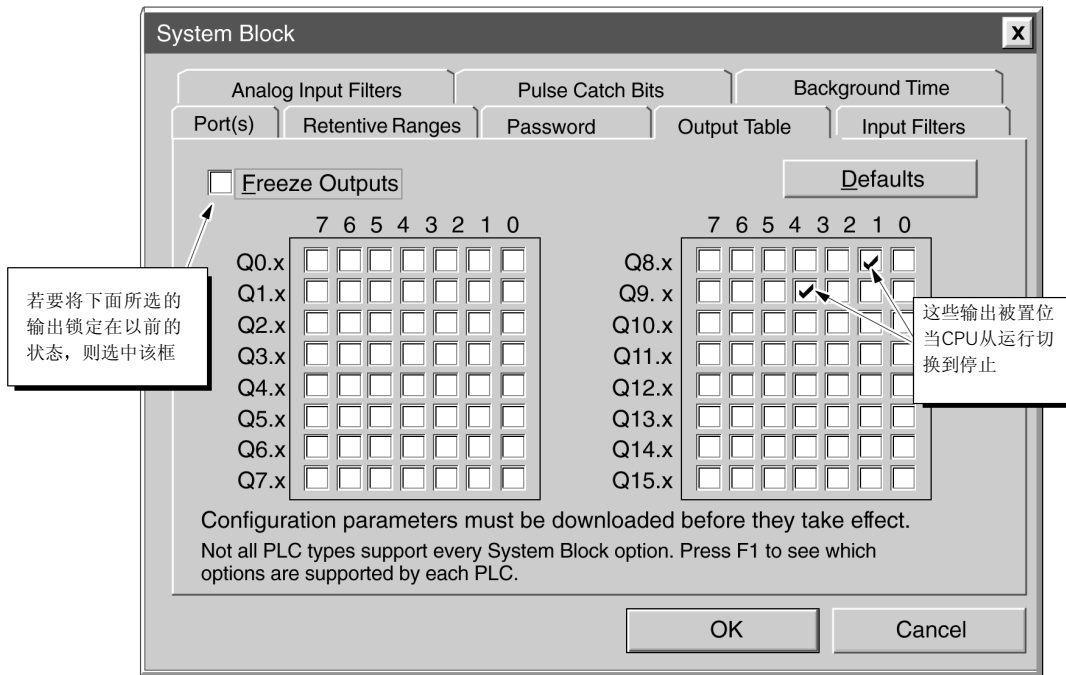 System Block
x
Analog Input Filters Pulse Catch Bits Background Time
Port(s) Retentive Ranges Password Output Table Input Filters
Freeze Outputs Defaults
7 6 5 4 3 2 1 0 7 6 5 4 3 2 1 0
Q0.x Q8.x
Q1.x Q9. x
Q2.x Q10.x
Q3.x Q11.x
Q4.x Q12.x
Q5.x Q13.x
Q6.x Q14.x
Q7.x Q15.x
若要将下面所选的
输出锁定在以前的
状态，则选中该框
这些输出被置位
当CPU从运行切
换到停止
Configuration parameters must be downloaded before they take effect.
Not all PLC types support every System Block option. Press F1 to see which
options are supported by each PLC.
OK Cancel